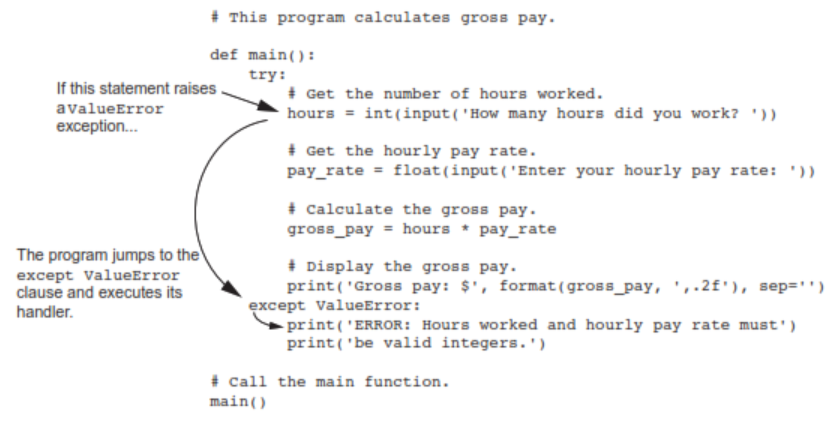 # This program calculates gross pay.
def main():
try:
# Get the number of hours worked.
hours = int(input('How many hours did you work? '))
# Get the hourly pay rate.
pay_rate = float(input('Enter your hourly pay rate: '))
# Calculate the gross pay.
gross_pay = hours * pay_rate
# Display the gross pay.
print('Gross pay: $', format(gross_pay, ',.2f'), sep='')
except ValueError:
print('ERROR: Hours worked and hourly pay rate must')
print('be valid integers.')
# Call the main function.
main()
If this statement raises
a ValueError
exception...
The program jumps to the
except ValueError
clause and executes its
handler.